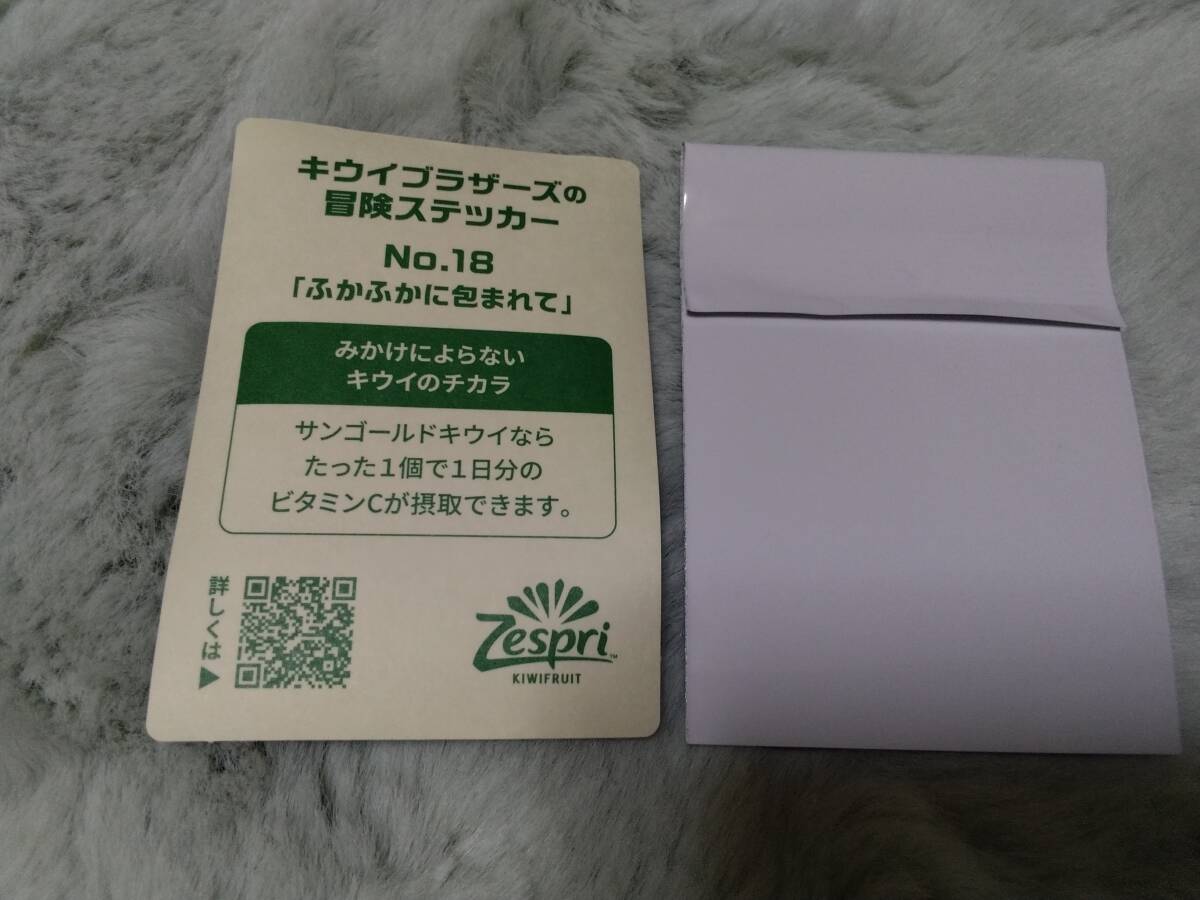 キウイブラザーズの
冒険ステッカー
No.18
「ふかふかに包まれて」
みかけによらない
キウイのチカラ
サンゴールドキウイなら
たった1個で1日分の
ビタミンCが摂取できます。
詳しくは▶
Zespri™
KIWIFRUIT